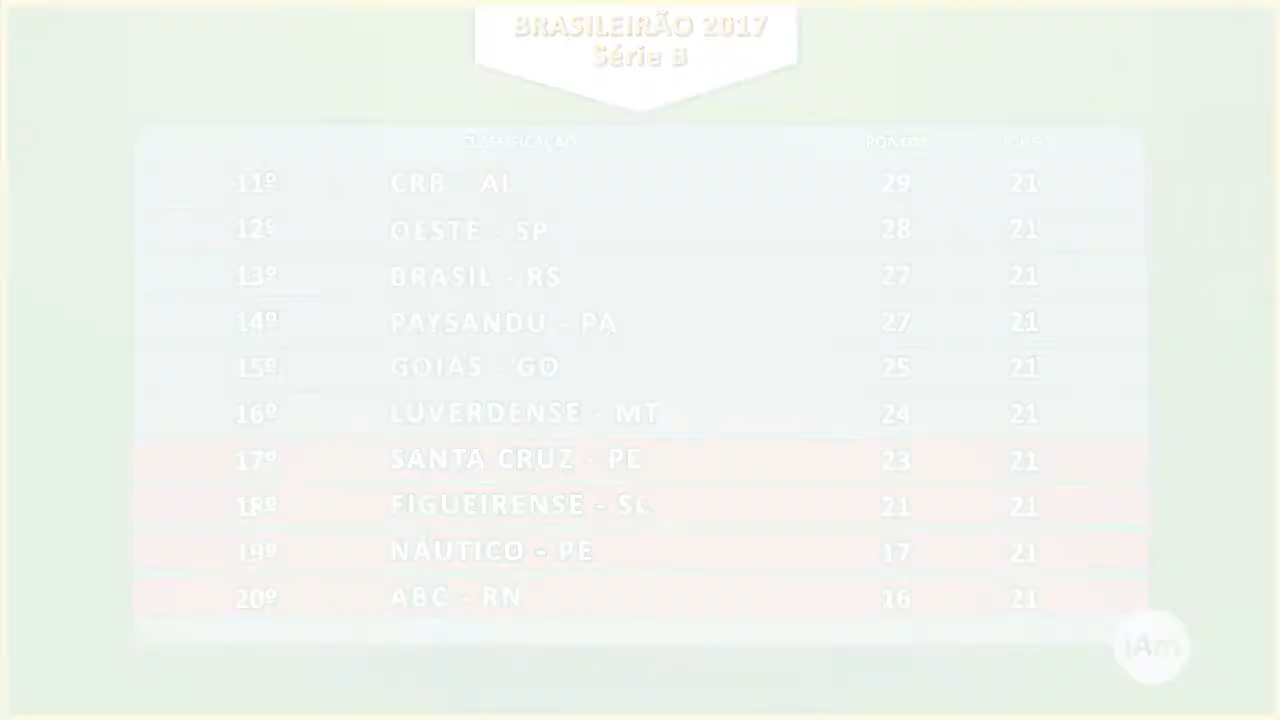 BRASILEIRÃO 2017
Série B
CLASSIFICAÇÃO PONTOS
11º CRB - AL 29 21
12º OESTE - SP 28 21
13º BRASIL - RS 27 21
14º PAYSANDU - PA 27 21
15º GOIÁS - GO 25 21
16º LUVERDENSE - MT 24 21
17º SANTA CRUZ - PE 23 21
18º FIGUEIRENSE - SC 21 21
19º NÁUTICO - PE 17 21
20º ABC - RN 16 21
iAm